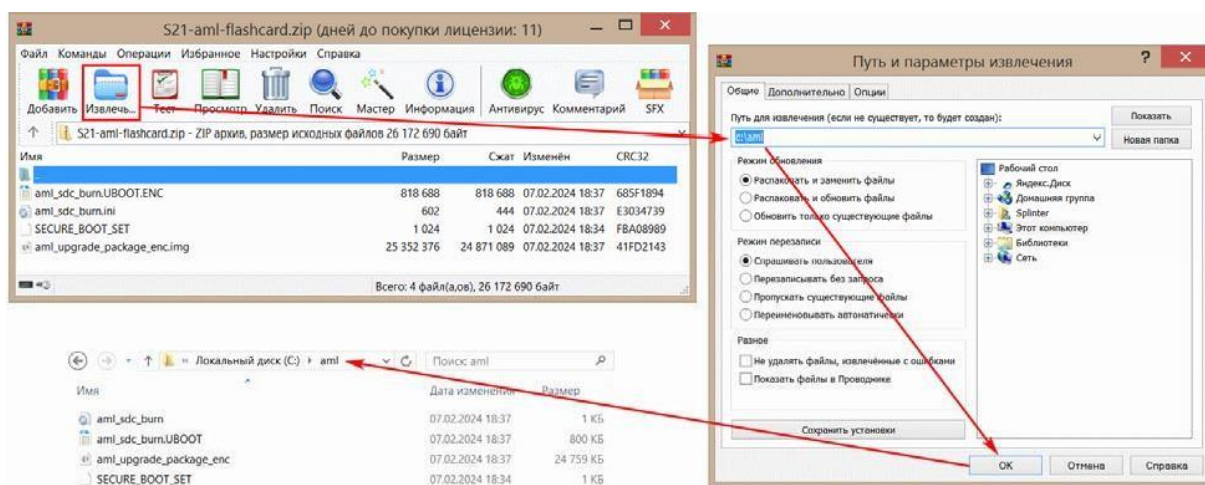 S21-aml-flashcard.zip (дней до покупки лицензии: 11)
Файл Команды Операции Избранное Настройки Справка
Добавить Извлечь... Тест Просмотр Удалить Поиск Мастер Информация Антивирус Комментарий SFX
S21-aml-flashcard.zip - ZIP архив, размер исходных файлов 26 172 690 байт
Имя Размер Сжат Изменён CRC32
..
aml_sdc_burn.UBOOT.ENC 818 688 818 688 07.02.2024 18:37 685F1894
aml_sdc_burn.ini 602 444 07.02.2024 18:37 E3034739
SECURE_BOOT_SET 1 024 1 024 07.02.2024 18:34 FBA08989
aml_upgrade_package_enc.img 25 352 376 24 871 089 07.02.2024 18:37 41FD2143
Всего: 4 файл(а,ов), 26 172 690 байт
Путь и параметры извлечения
Общие Дополнительно Опции
Путь для извлечения (если не существует, то будет создан):
c:\aml
Показать
Новая папка
Режим обновления
Распаковать и заменить файлы
Распаковать и обновить файлы
Обновить только существующие файлы
Режим перезаписи
Спрашивать пользователя
Перезаписывать без запроса
Пропускать существующие файлы
Переименовывать автоматически
Разное
Не удалять файлы, извлечённые с ошибками
Показать файлы в Проводнике
Сохранить установки
Рабочий стол
Яндекс.Диск
Домашняя группа
Splinter
Этот компьютер
Библиотеки
Сеть
ОК Отмена Справка
Локальный диск (C:) aml Поиск: aml
Имя Дата изменения Размер
aml_sdc_burn 07.02.2024 18:37 1 КБ
aml_sdc_burn.UBOOT 07.02.2024 18:37 800 КБ
aml_upgrade_package_enc 07.02.2024 18:37 24 759 КБ
SECURE_BOOT_SET 07.02.2024 18:34 1 КБ